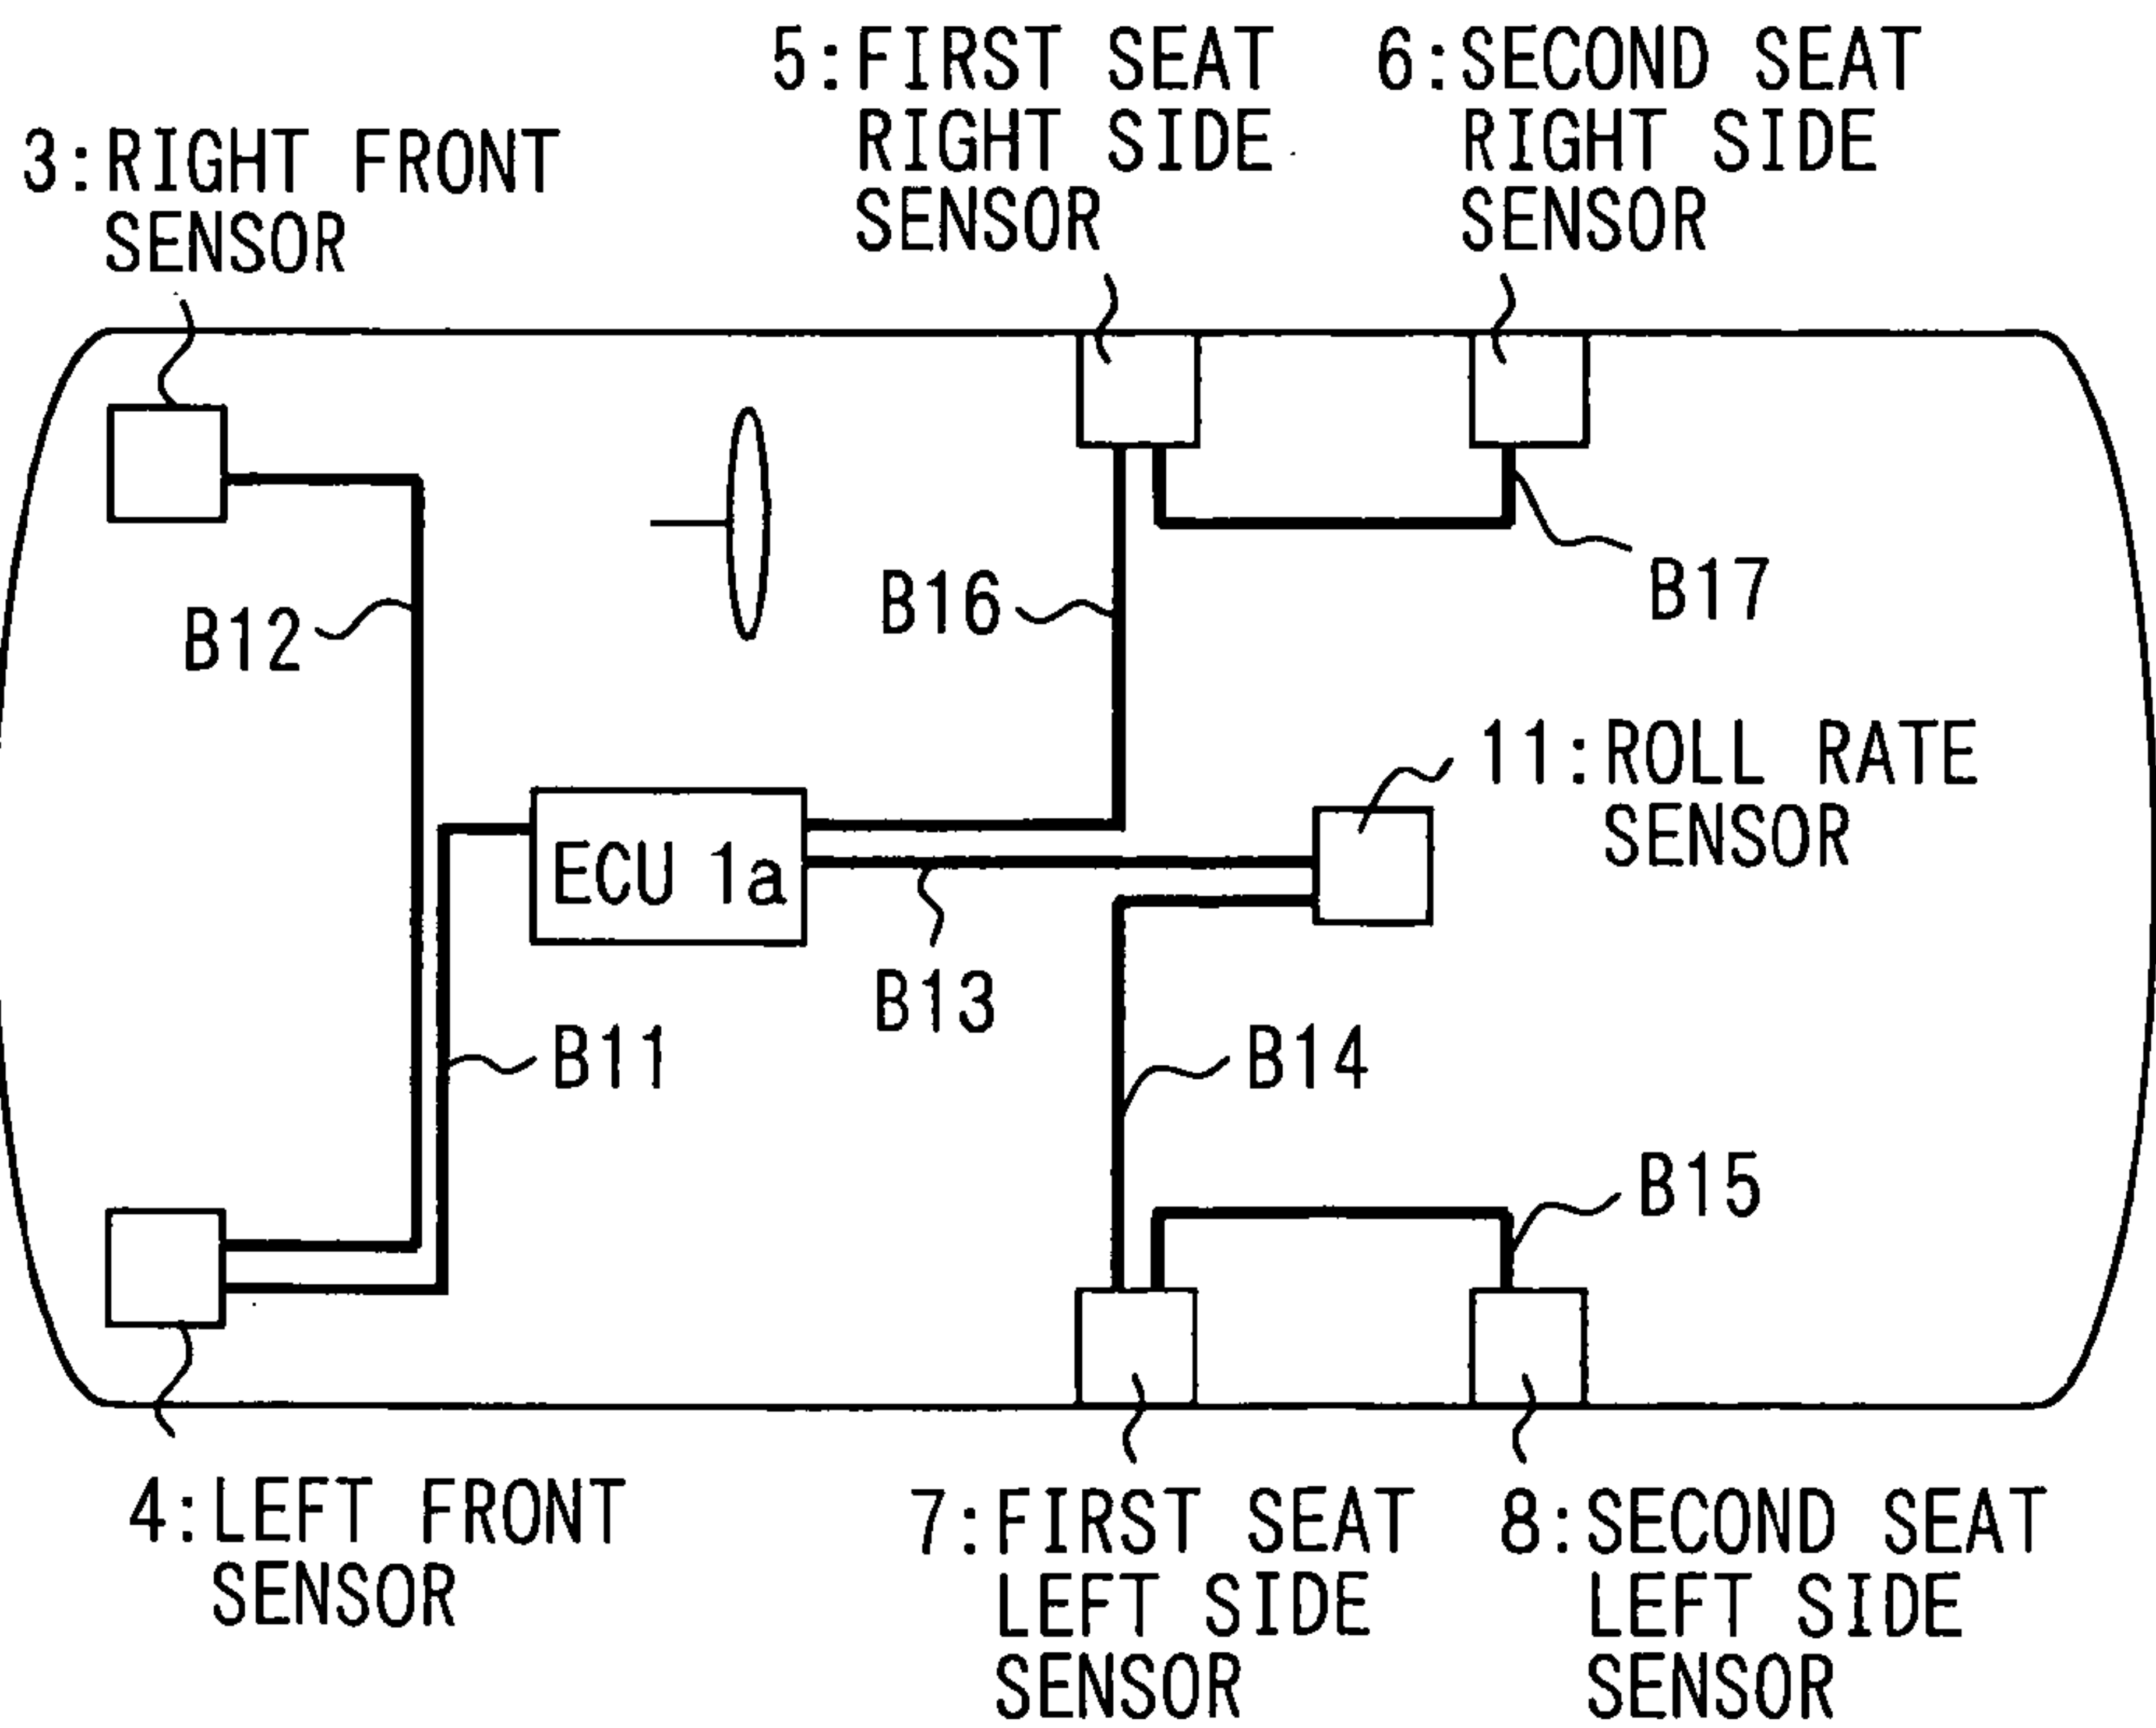 5:FIRST SEAT
RIGHT SIDE
SENSOR
6:SECOND SEAT
RIGHT SIDE
SENSOR
3:RIGHT FRONT
SENSOR
B12
B16
B17
11:ROLL RATE
SENSOR
ECU 1a
B13
B11
B14
B15
4:LEFT FRONT
SENSOR
7:FIRST SEAT
LEFT SIDE
SENSOR
8:SECOND SEAT
LEFT SIDE
SENSOR